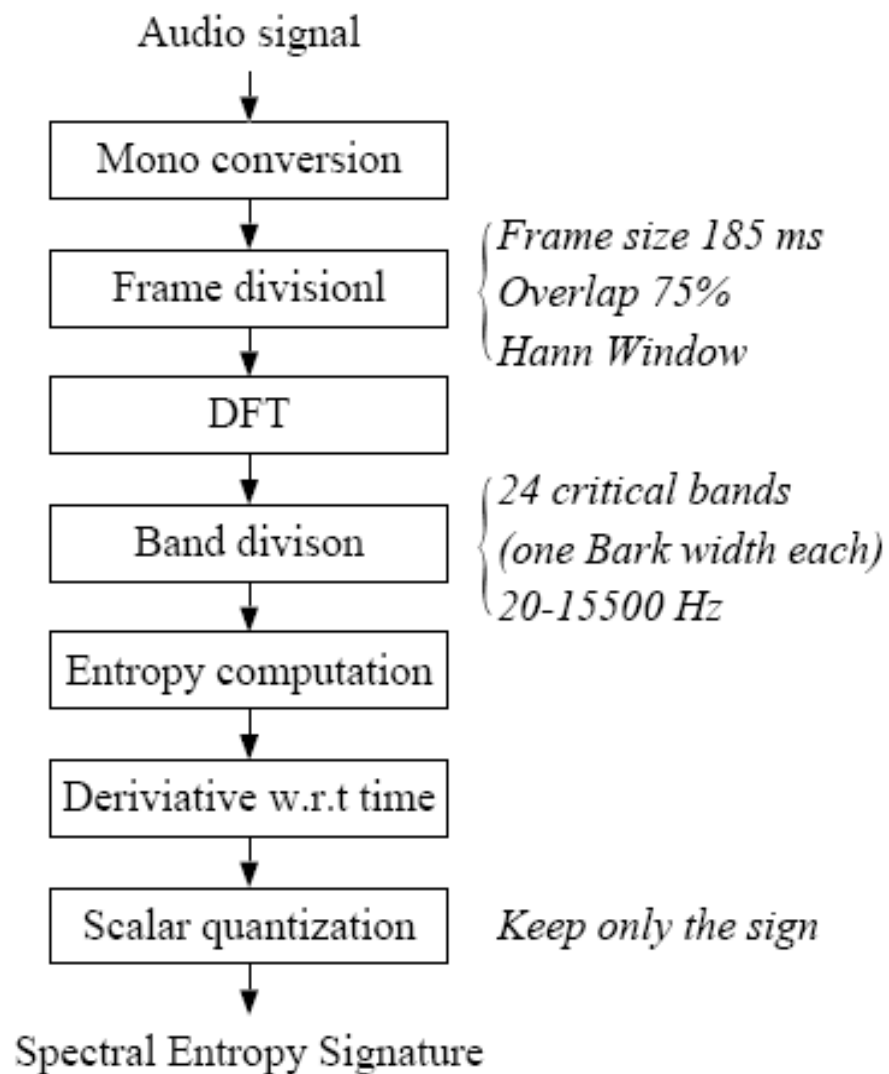 Audio signal
Mono conversion
Frame divisionl
Frame size 185 ms
Overlap 75%
Hann Window
DFT
Band divison
24 critical bands
(one Bark width each)
20-15500 Hz
Entropy computation
Deriviative w.r.t time
Scalar quantization
Keep only the sign
Spectral Entropy Signature